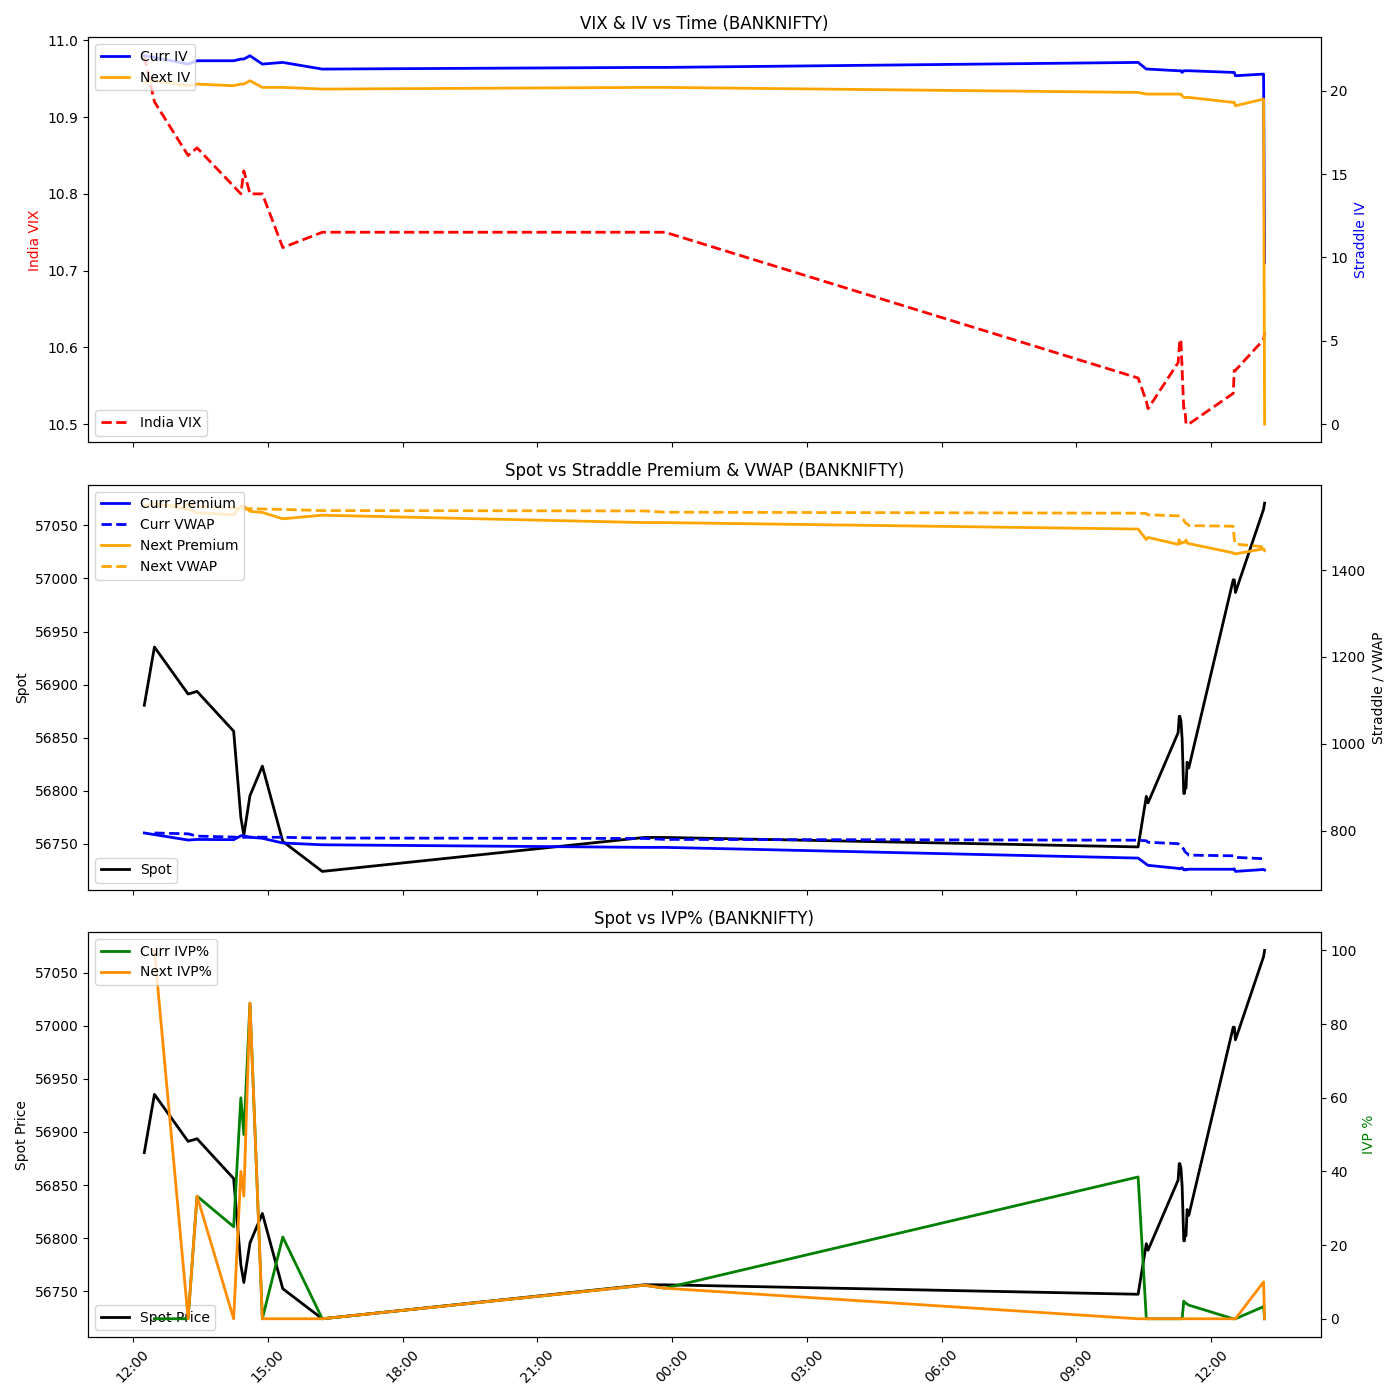 VIX & IV vs Time (BANKNIFTY)
Curr IV
Next IV
India VIX
11.0
10.9
10.8
10.7
10.6
10.5
India VIX
20
15
10
5
0
Straddle IV
Spot vs Straddle Premium & VWAP (BANKNIFTY)
Curr Premium
Curr VWAP
Next Premium
Next VWAP
Spot
57050
57000
56950
56900
56850
56800
56750
Spot
1400
1200
1000
800
Straddle / VWAP
Spot vs IVP% (BANKNIFTY)
Curr IVP%
Next IVP%
Spot Price
57050
57000
56950
56900
56850
56800
56750
Spot Price
100
80
60
40
20
0
IVP %
12:00
15:00
18:00
21:00
00:00
03:00
06:00
09:00
12:00